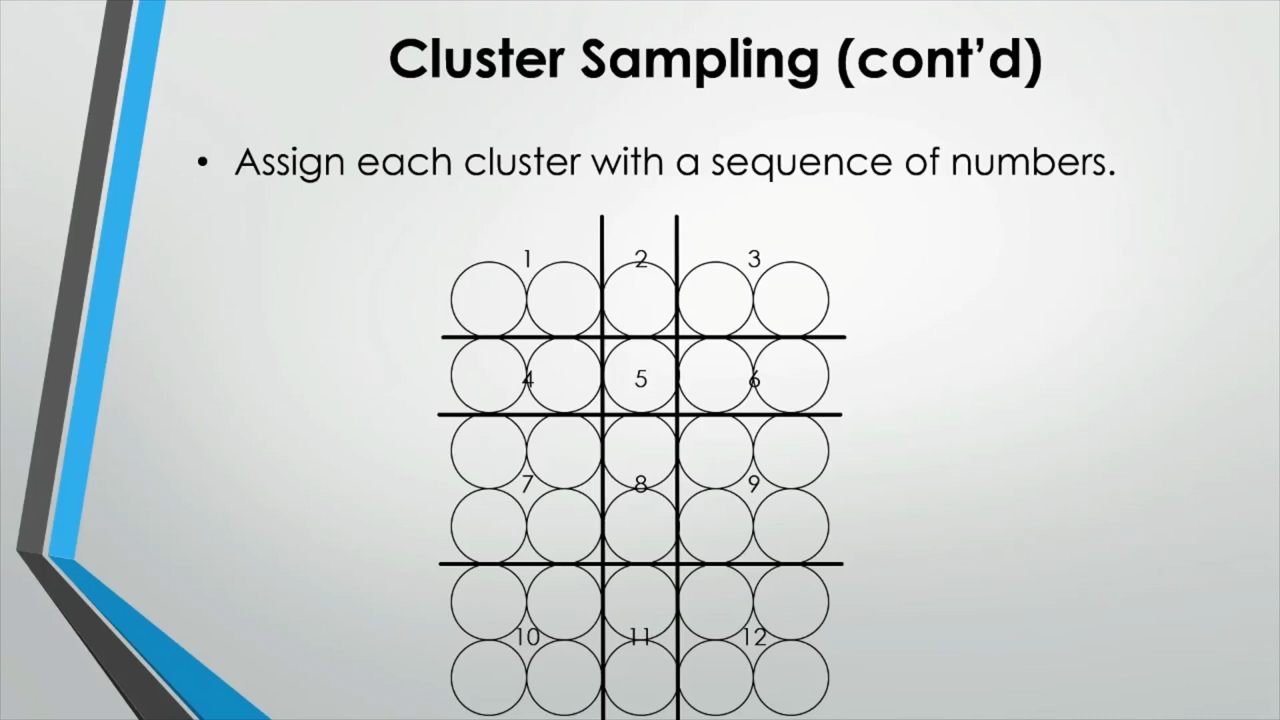 Cluster Sampling (cont’d)
• Assign each cluster with a sequence of numbers.
1 2 3
4 5 6
7 8 9
10 11 12